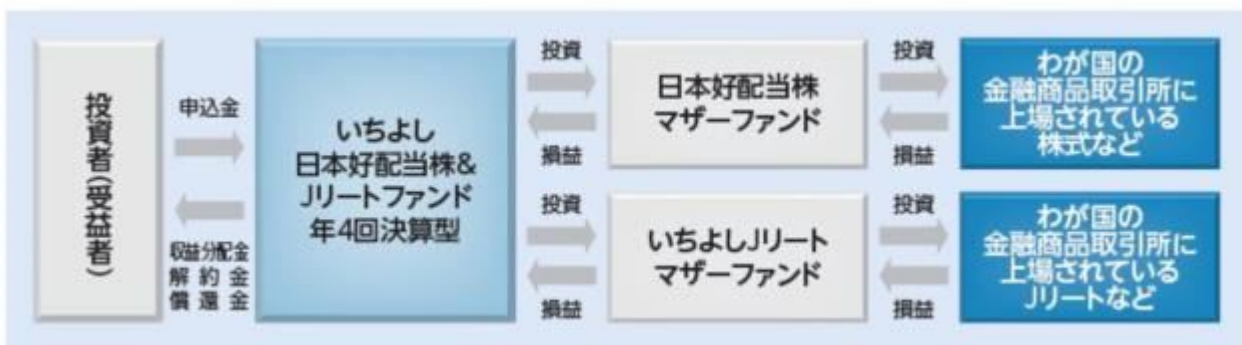 投資者(受益者)
申込金
収益分配金
解約金
償還金
いちよし
日本好配当株&
Jリートファンド
年4回決算型
投資
損益
日本好配当株
マザーファンド
投資
損益
わが国の
金融商品取引所に
上場されている
株式など
投資
損益
いちよしJリート
マザーファンド
投資
損益
わが国の
金融商品取引所に
上場されている
Jリートなど